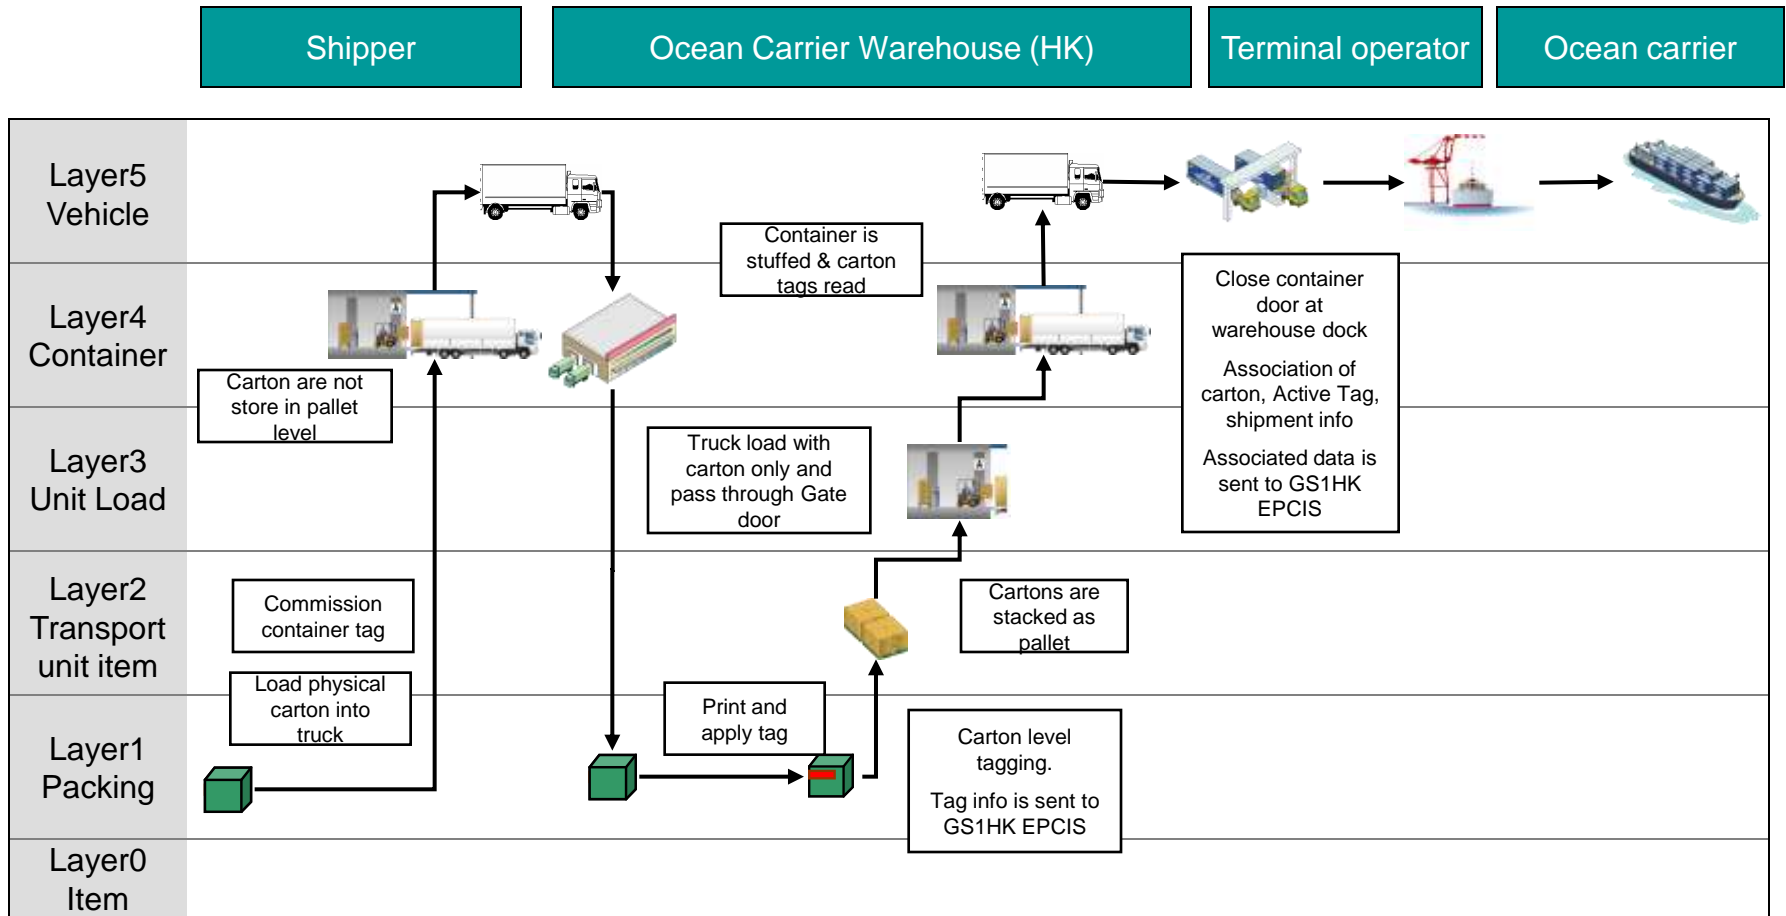 Shipper
Ocean Carrier Warehouse (HK)
Terminal operator
Ocean carrier
Layer5
Vehicle
Container is
stuffed & carton
tags read
Layer4
Container
Close container
door at
warehouse dock
Association of
carton, Active Tag,
shipment info
Associated data is
sent to GS1HK
EPCIS
Carton are not
store in pallet
level
Layer3
Unit Load
Truck load with
carton only and
pass through Gate
door
Layer2
Transport
unit item
Commission
container tag
Cartons are
stacked as
pallet
Load physical
carton into
truck
Layer1
Packing
Print and
apply tag
Carton level
tagging.
Tag info is sent to
GS1HK EPCIS
Layer0
Item